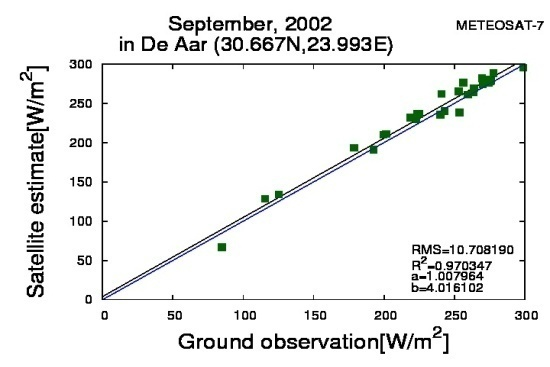 September, 2002
METEOSAT-7
in De Aar (30.667N,23.993E)
Satellite estimate[W/m²]
300
250
200
150
100
50
0
RMS=10.708190
R²=0.970347
a=1.007964
b=4.016102
0 50 100 150 200 250 300
Ground observation[W/m²]